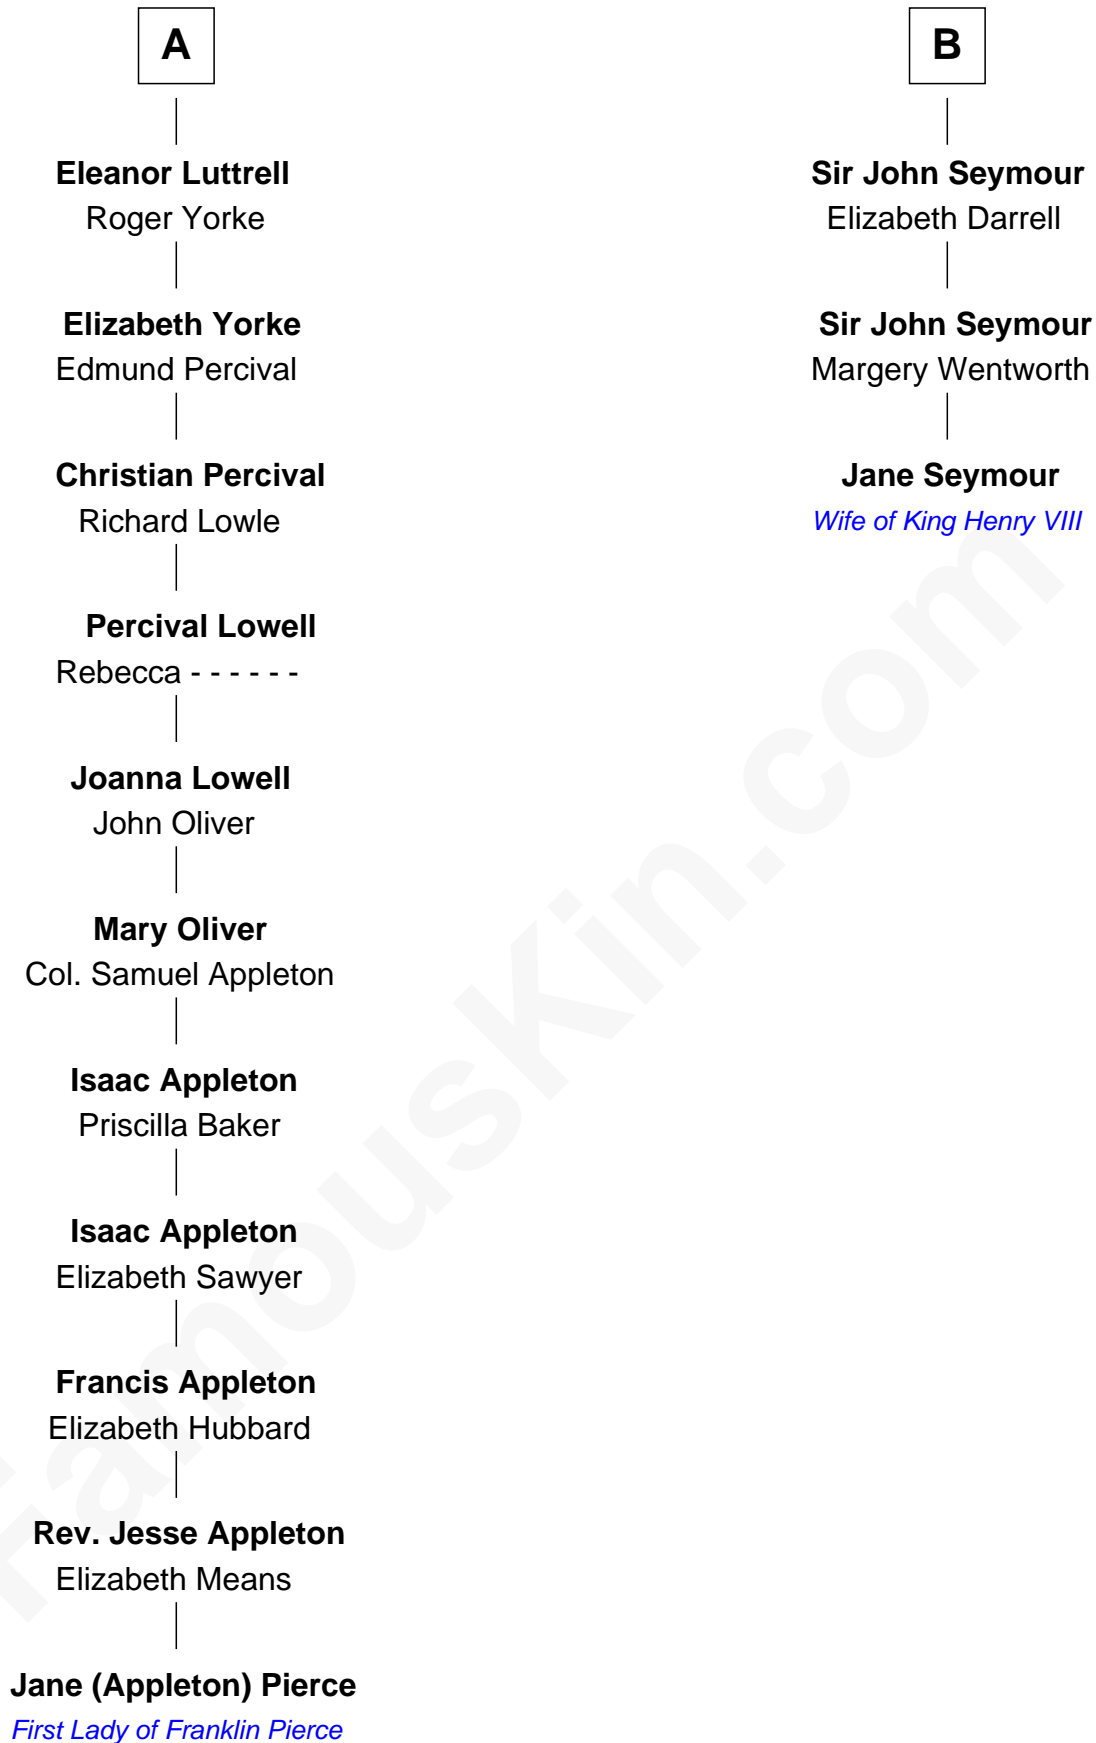 A
Eleanor Luttrell
Roger Yorke
Elizabeth Yorke
Edmund Percival
Christian Percival
Richard Lowle
Percival Lowell
Rebecca - - - - - -
Joanna Lowell
John Oliver
Mary Oliver
Col. Samuel Appleton
Isaac Appleton
Priscilla Baker
Isaac Appleton
Elizabeth Sawyer
Francis Appleton
Elizabeth Hubbard
Rev. Jesse Appleton
Elizabeth Means
Jane (Appleton) Pierce
First Lady of Franklin Pierce
B
Sir John Seymour
Elizabeth Darrell
Sir John Seymour
Margery Wentworth
Jane Seymour
Wife of King Henry VIII
FamousKin.com